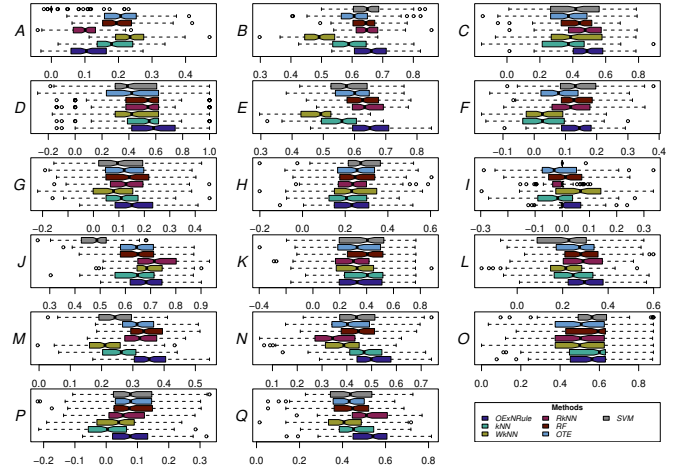 A
B
C
0.0 0.1 0.2 0.3 0.4
0.3 0.4 0.5 0.6 0.7 0.8
0.0 0.2 0.4 0.6 0.8
D
E
F
−0.2 0.0 0.2 0.4 0.6 0.8 1.0
0.3 0.4 0.5 0.6 0.7 0.8
−0.1 0.0 0.1 0.2 0.3 0.4
G
H
I
−0.2 −0.1 0.0 0.1 0.2 0.3 0.4 0.5
0.0 0.1 0.2 0.3 0.4 0.5 0.6
−0.3 −0.2 −0.1 0.0 0.1 0.2 0.3
J
K
L
0.3 0.4 0.5 0.6 0.7 0.8 0.9
−0.4 0.0 0.2 0.4 0.6 0.8
0.0 0.2 0.4 0.6
M
N
O
0.0 0.1 0.2 0.3 0.4 0.5
0.1 0.2 0.3 0.4 0.5 0.6 0.7
0.0 0.2 0.4 0.6 0.8
P
Q
Methods
OExNRule RkNN SVM
kNN RF
WkNN OTE
−0.2 −0.1 0.0 0.1 0.2 0.3
0.0 0.2 0.4 0.6 0.8